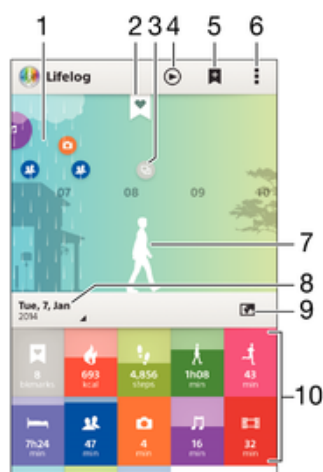 1
2 3 4
5
6
Lifelog
07 08 09 10
7
Tue, 7, Jan
2014
8
9
8
bkmarks
693
kcal
4,856
steps
1h08
min
43
min
10
7h24
min
47
min
4
min
16
min
32
min